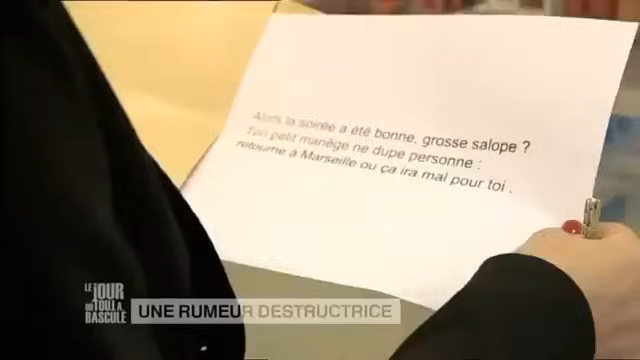 Alors la soirée a été bonne, grosse salope ?
Ton petit manège ne dupe personne :
retourne à Marseille ou ça ira mal pour toi .
LE JOUR
OÙ TOUT A
BASCULÉ
UNE RUMEUR DESTRUCTRICE